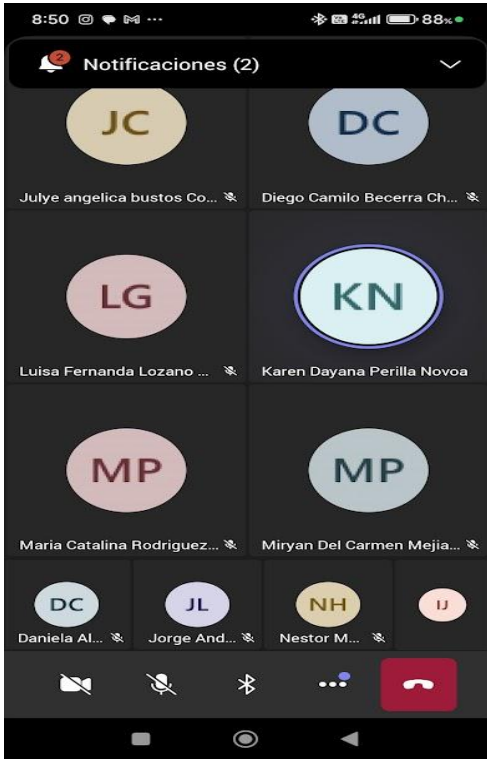 8:50 4G 88%
2
Notificaciones (2)
JC DC
Julye angelica bustos Co... Diego Camilo Becerra Ch...
LG KN
Luisa Fernanda Lozano ... Karen Dayana Perilla Novoa
MP MP
Maria Catalina Rodriguez... Miryan Del Carmen Mejia...
DC JL NH IJ
Daniela Al... Jorge And... Nestor M...